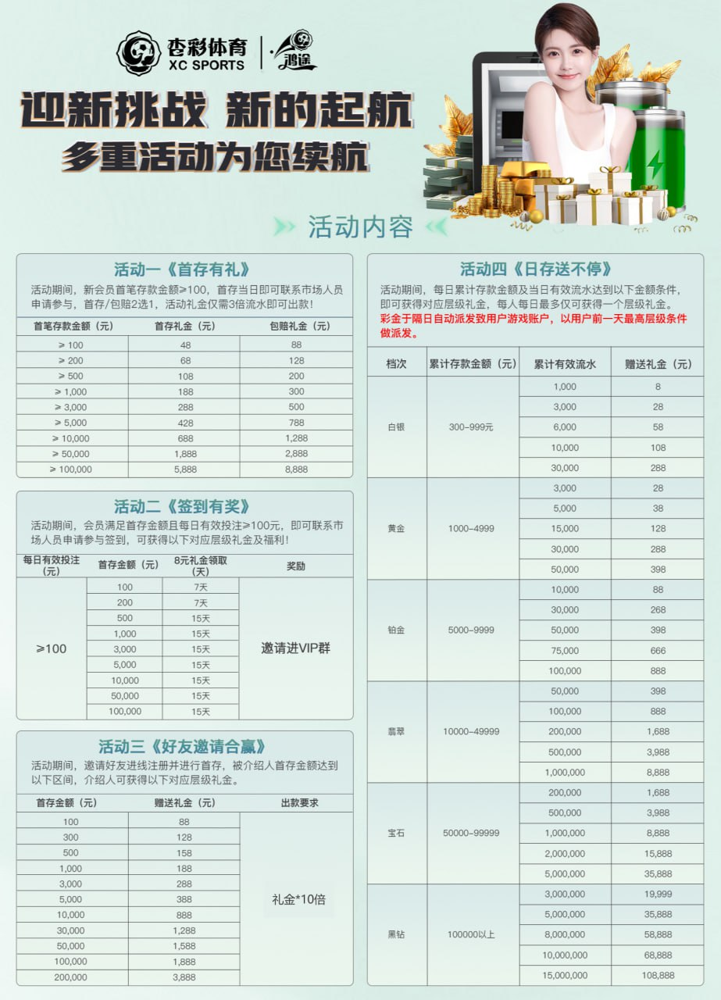 杏彩体育
XC SPORTS
鸿途
迎新挑战 新的起航
多重活动为您续航
活动内容
活动一《首存有礼》
活动期间，新会员首笔存款金额≥100，首存当日即可联系市场人员
申请参与，首存/包赔2选1，活动礼金仅需3倍流水即可出款！
首笔存款金额（元） 首存礼金（元） 包赔礼金（元）
≥ 100 48 88
≥ 200 68 128
≥ 500 108 200
≥ 1,000 188 300
≥ 3,000 288 500
≥ 5,000 428 788
≥ 10,000 688 1,288
≥ 50,000 1,888 2,888
≥ 100,000 5,888 8,888
活动二《签到有奖》
活动期间，会员满足首存金额且每日有效投注≥100元，即可联系市
场人员申请参与签到，可获得以下对应层级礼金及福利！
每日有效投注
（元）
首存金额（元）
8元礼金领取
（天）
奖励
100 7天
200 7天
500 15天
1,000 15天
≥100 3,000 15天 邀请进VIP群
5,000 15天
10,000 15天
50,000 15天
100,000 15天
活动三《好友邀请合赢》
活动期间，邀请好友进线注册并进行首存，被介绍人首存金额达到
以下区间，介绍人可获得以下对应层级礼金。
首存金额（元） 赠送礼金（元） 出款要求
100 88
300 128
500 158
1,000 188
3,000 288
5,000 388 礼金*10倍
10,000 888
30,000 1,288
50,000 1,588
100,000 1,888
200,000 3,888
活动四《日存送不停》
活动期间，每日累计存款金额及当日有效流水达到以下金额条件，
即可获得对应层级礼金，每人每日最多仅可获得一个层级礼金。
彩金于隔日自动派发致用户游戏账户，以用户前一天最高层级条件
做派发。
档次 累计存款金额（元） 累计有效流水 赠送礼金（元）
1,000 8
3,000 28
白银 300-999元 6,000 58
10,000 108
30,000 288
3,000 28
5,000 38
黄金 1000-4999 15,000 128
30,000 288
50,000 398
10,000 88
30,000 268
铂金 5000-9999 50,000 398
75,000 666
100,000 888
50,000 398
100,000 888
翡翠 10000-49999 200,000 1,688
500,000 3,988
1,000,000 8,888
200,000 1,688
500,000 3,988
宝石 50000-99999 1,000,000 8,888
2,000,000 15,888
5,000,000 35,888
3,000,000 19,999
5,000,000 35,888
黑钻 100000以上 8,000,000 58,888
10,000,000 68,888
15,000,000 108,888